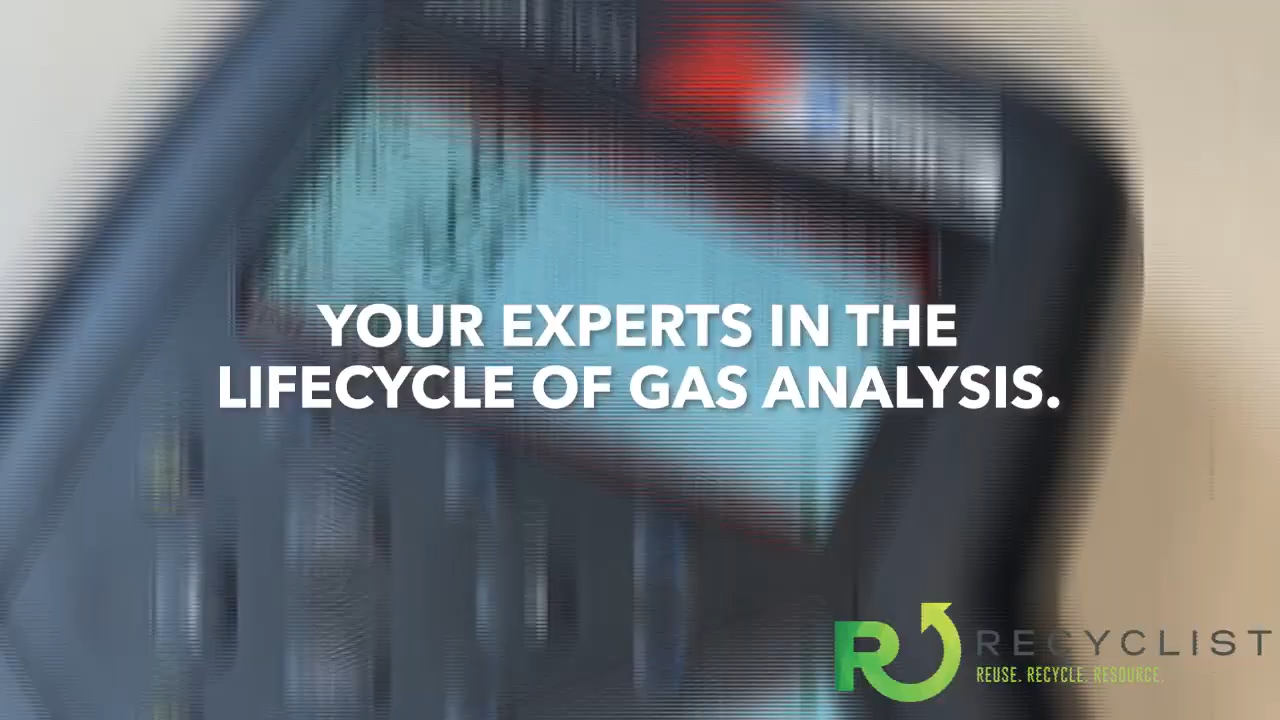 YOUR EXPERTS IN THE
LIFECYCLE OF GAS ANALYSIS.
RECYCLIST
REUSE. RECYCLE. RESOURCE.